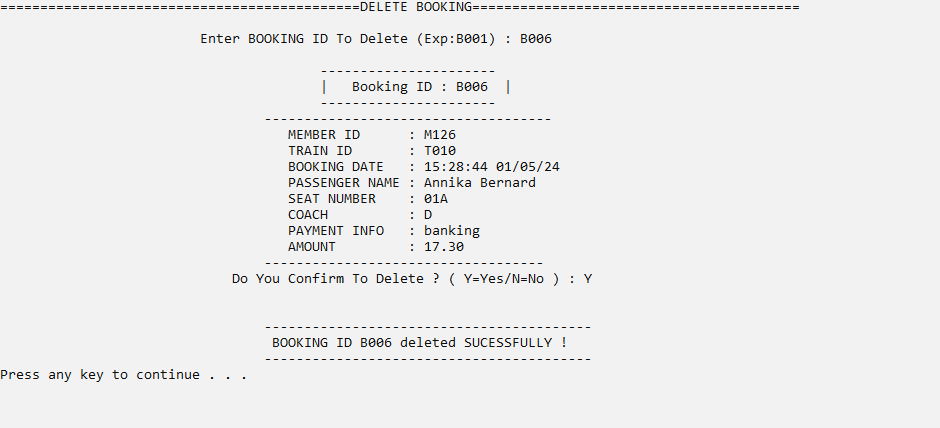 =============================================DELETE BOOKING=========================================
Enter BOOKING ID To Delete (Exp:B001) : B006
----------------------
|   Booking ID : B006  |
----------------------
------------------------------------
MEMBER ID      : M126
TRAIN ID       : T010
BOOKING DATE   : 15:28:44 01/05/24
PASSENGER NAME : Annika Bernard
SEAT NUMBER    : 01A
COACH          : D
PAYMENT INFO   : banking
AMOUNT         : 17.30
-----------------------------------
Do You Confirm To Delete ? ( Y=Yes/N=No ) : Y
-----------------------------------------
BOOKING ID B006 deleted SUCESSFULLY !
-----------------------------------------
Press any key to continue . . .